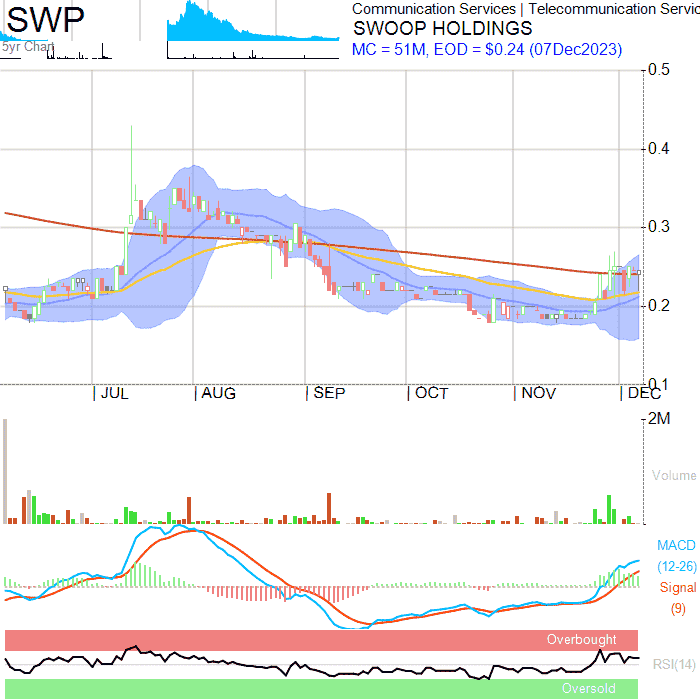 SWP
Communication Services | Telecommunication Servic
SWOOP HOLDINGS
5yr Chart
MC = 51M, EOD = $0.24 (07Dec2023)
0.5
0.4
0.3
0.2
0.1
JUL AUG SEP OCT NOV DEC
2M
Volume
MACD
(12-26)
Signal
(9)
Overbought
RSI(14)
Oversold